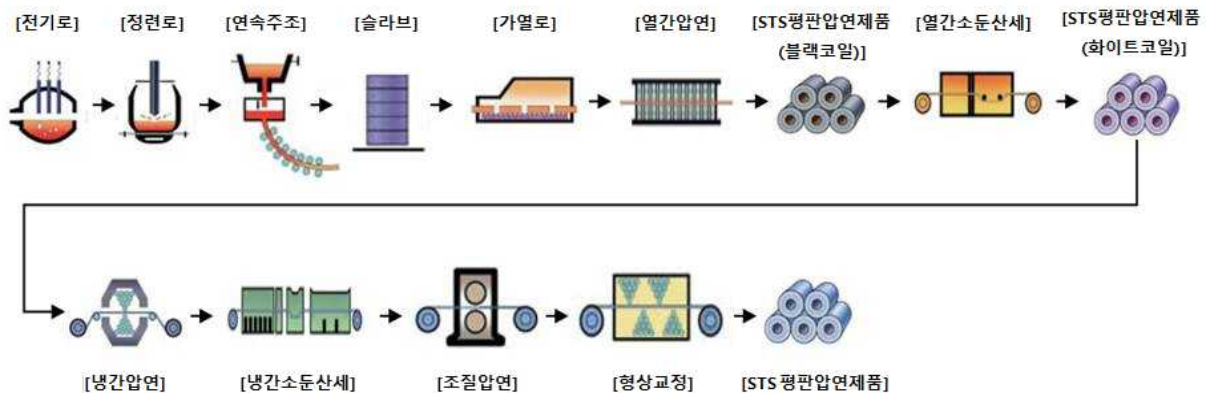 [전기로]
[정련로]
[연속주조]
[슬라브]
[가열로]
[열간압연]
[STS평판압연제품
(블랙코일)]
[열간소둔산세]
[STS평판압연제품
(화이트코일)]
[냉간압연]
[냉간소둔산세]
[조질압연]
[형상교정]
[STS 평판압연제품]